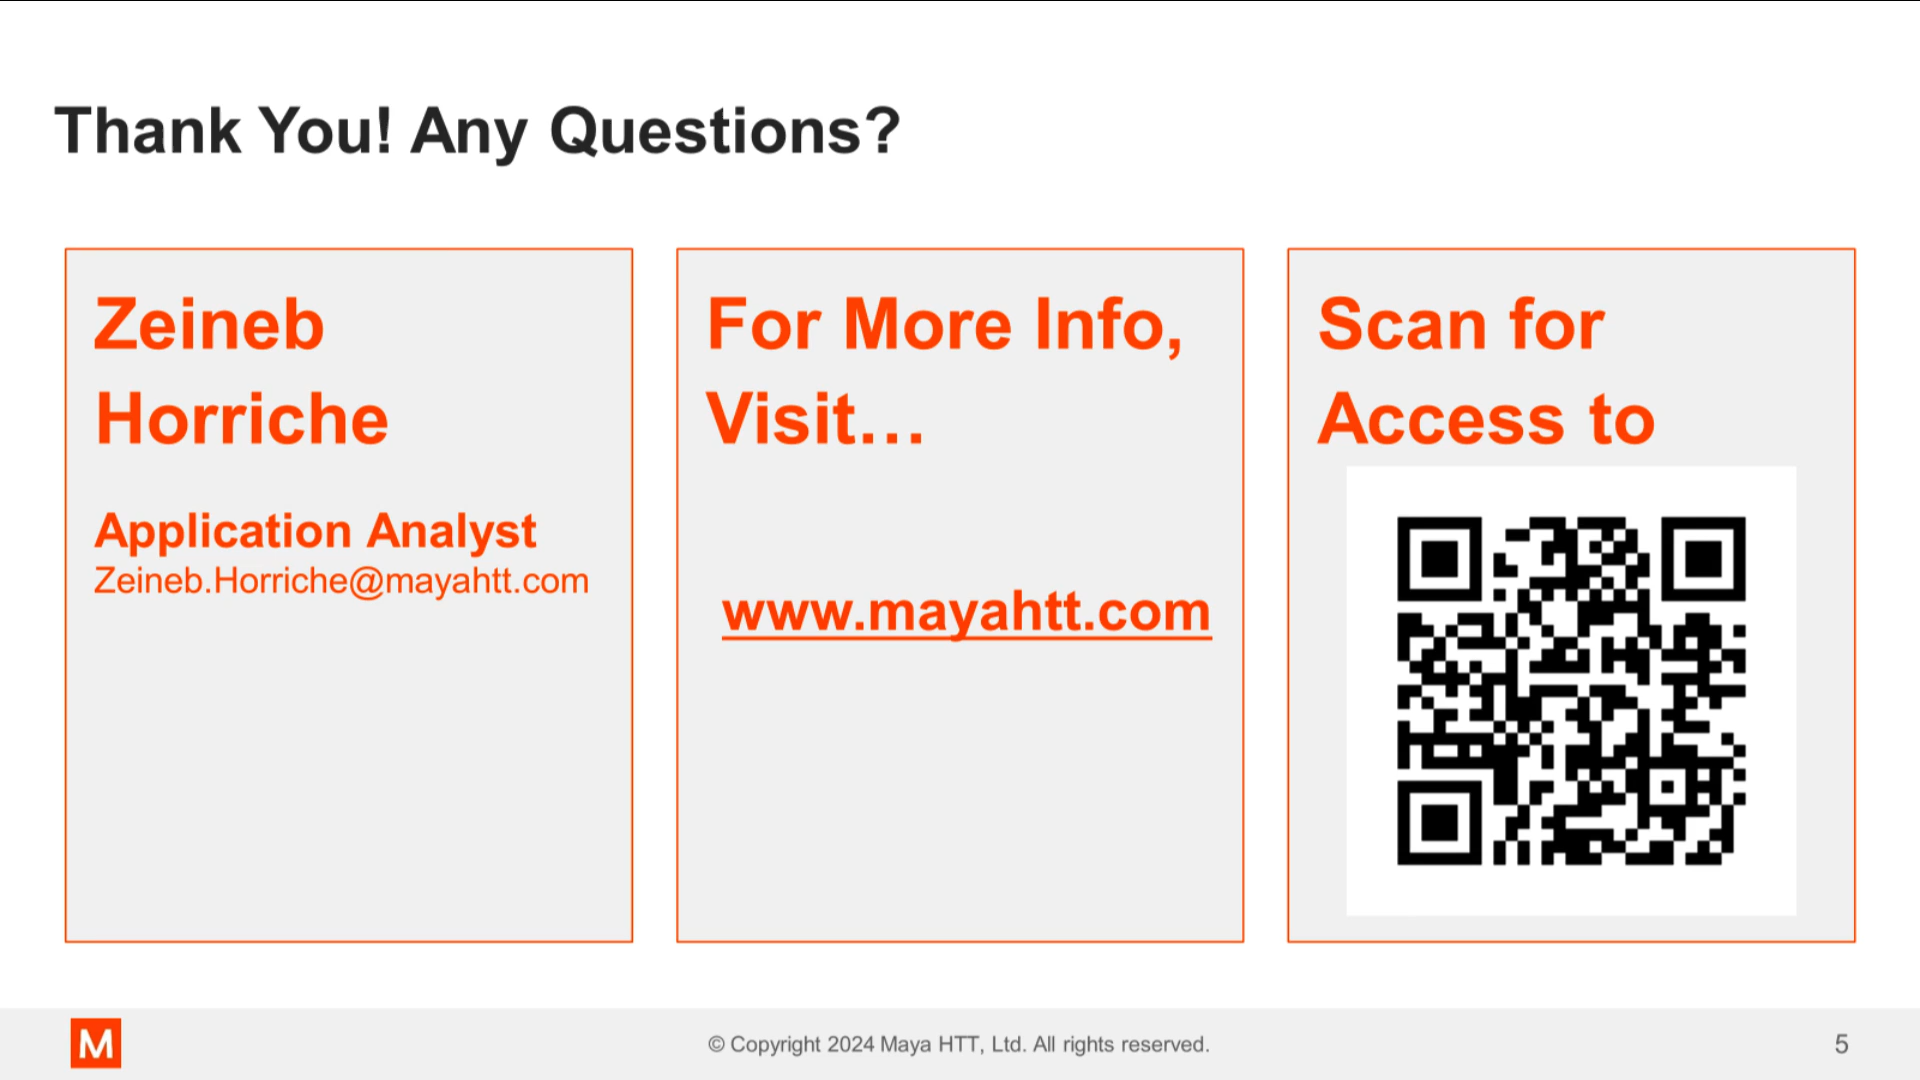 Thank You! Any Questions?
Zeineb
Horriche
Application Analyst
Zeineb.Horriche@mayahtt.com
For More Info,
Visit…
www.mayahtt.com
Scan for
Access to
M
© Copyright 2024 Maya HTT, Ltd. All rights reserved.
5